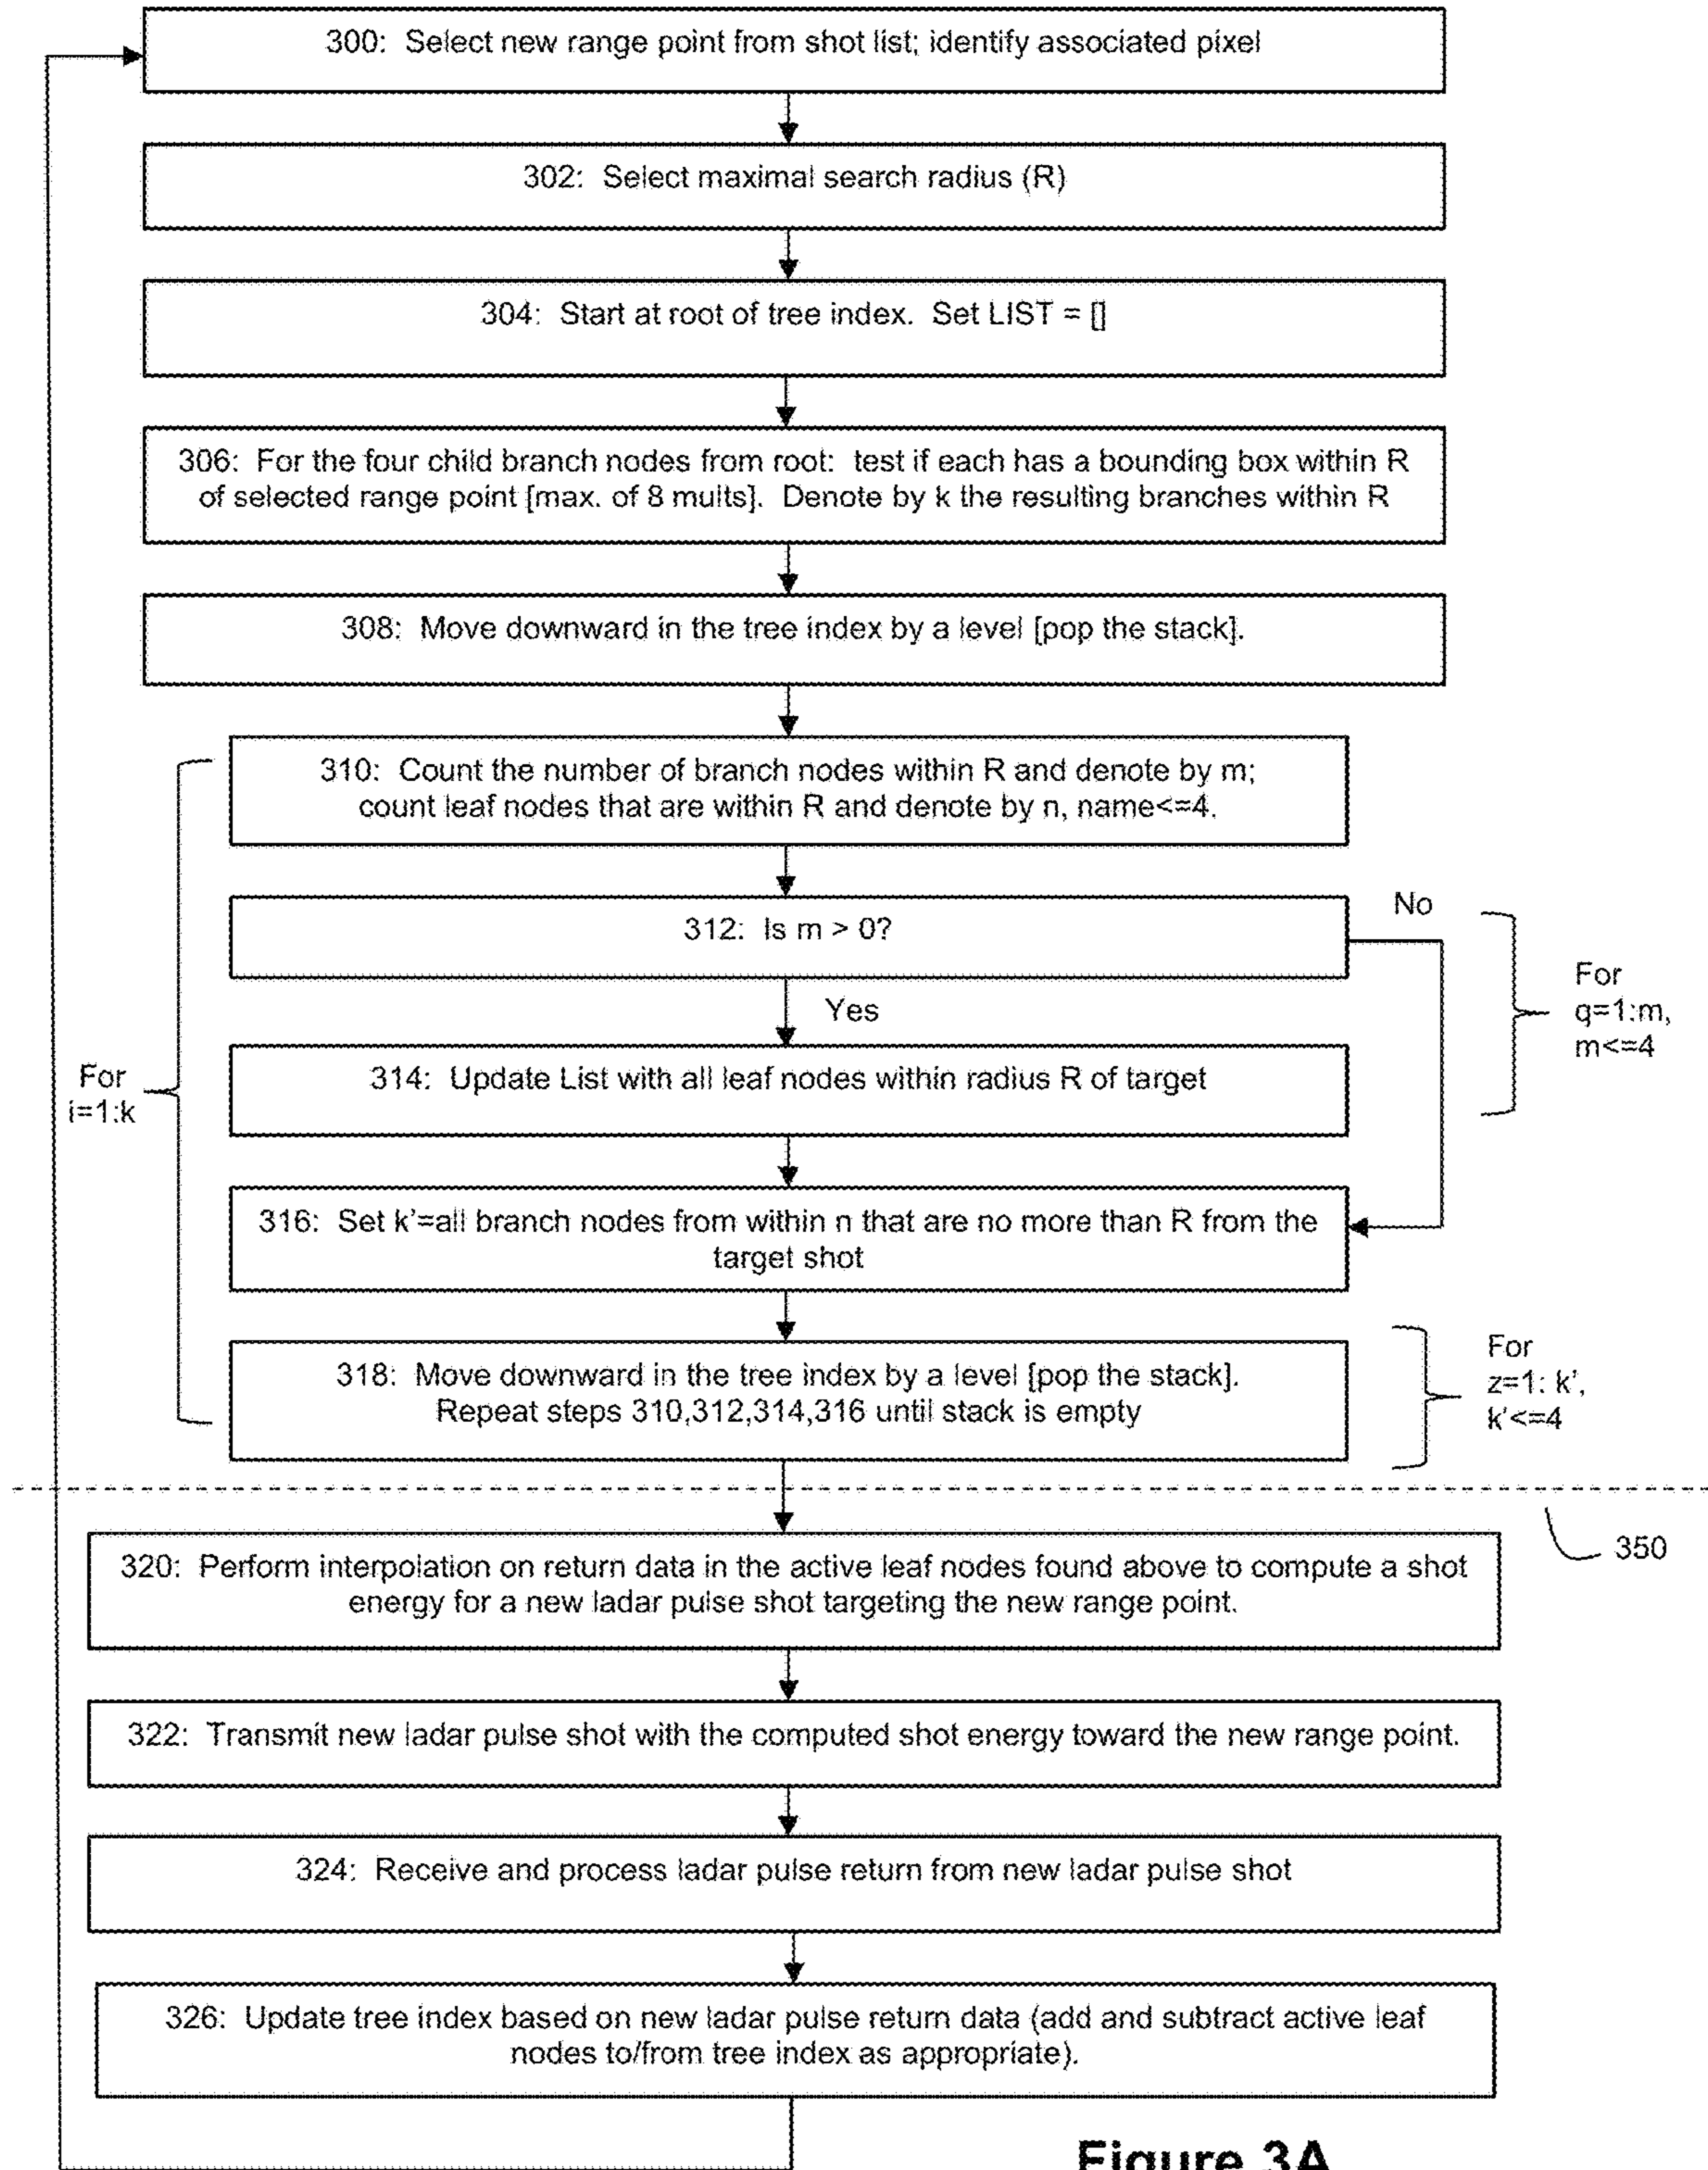 300: Select new range point from shot list; identify associated pixel
302: Select maximal search radius (R)
304: Start at root of tree index. Set LIST = []
306: For the four child branch nodes from root: test if each has a bounding box within R
of selected range point [max. of 8 mults]. Denote by k the resulting branches within R
308: Move downward in the tree index by a level [pop the stack].
310: Count the number of branch nodes within R and denote by m;
count leaf nodes that are within R and denote by n, name<=4.
312: Is m > 0?
No
Yes
For
q=1:m,
m<=4
314: Update List with all leaf nodes within radius R of target
For
i=1:k
316: Set k'=all branch nodes from within n that are no more than R from the
target shot
318: Move downward in the tree index by a level [pop the stack].
Repeat steps 310,312,314,316 until stack is empty
For
z=1: k',
k'<=4
350
320: Perform interpolation on return data in the active leaf nodes found above to compute a shot
energy for a new ladar pulse shot targeting the new range point.
322: Transmit new ladar pulse shot with the computed shot energy toward the new range point.
324: Receive and process ladar pulse return from new ladar pulse shot
326: Update tree index based on new ladar pulse return data (add and subtract active leaf
nodes to/from tree index as appropriate).
Figure 3A